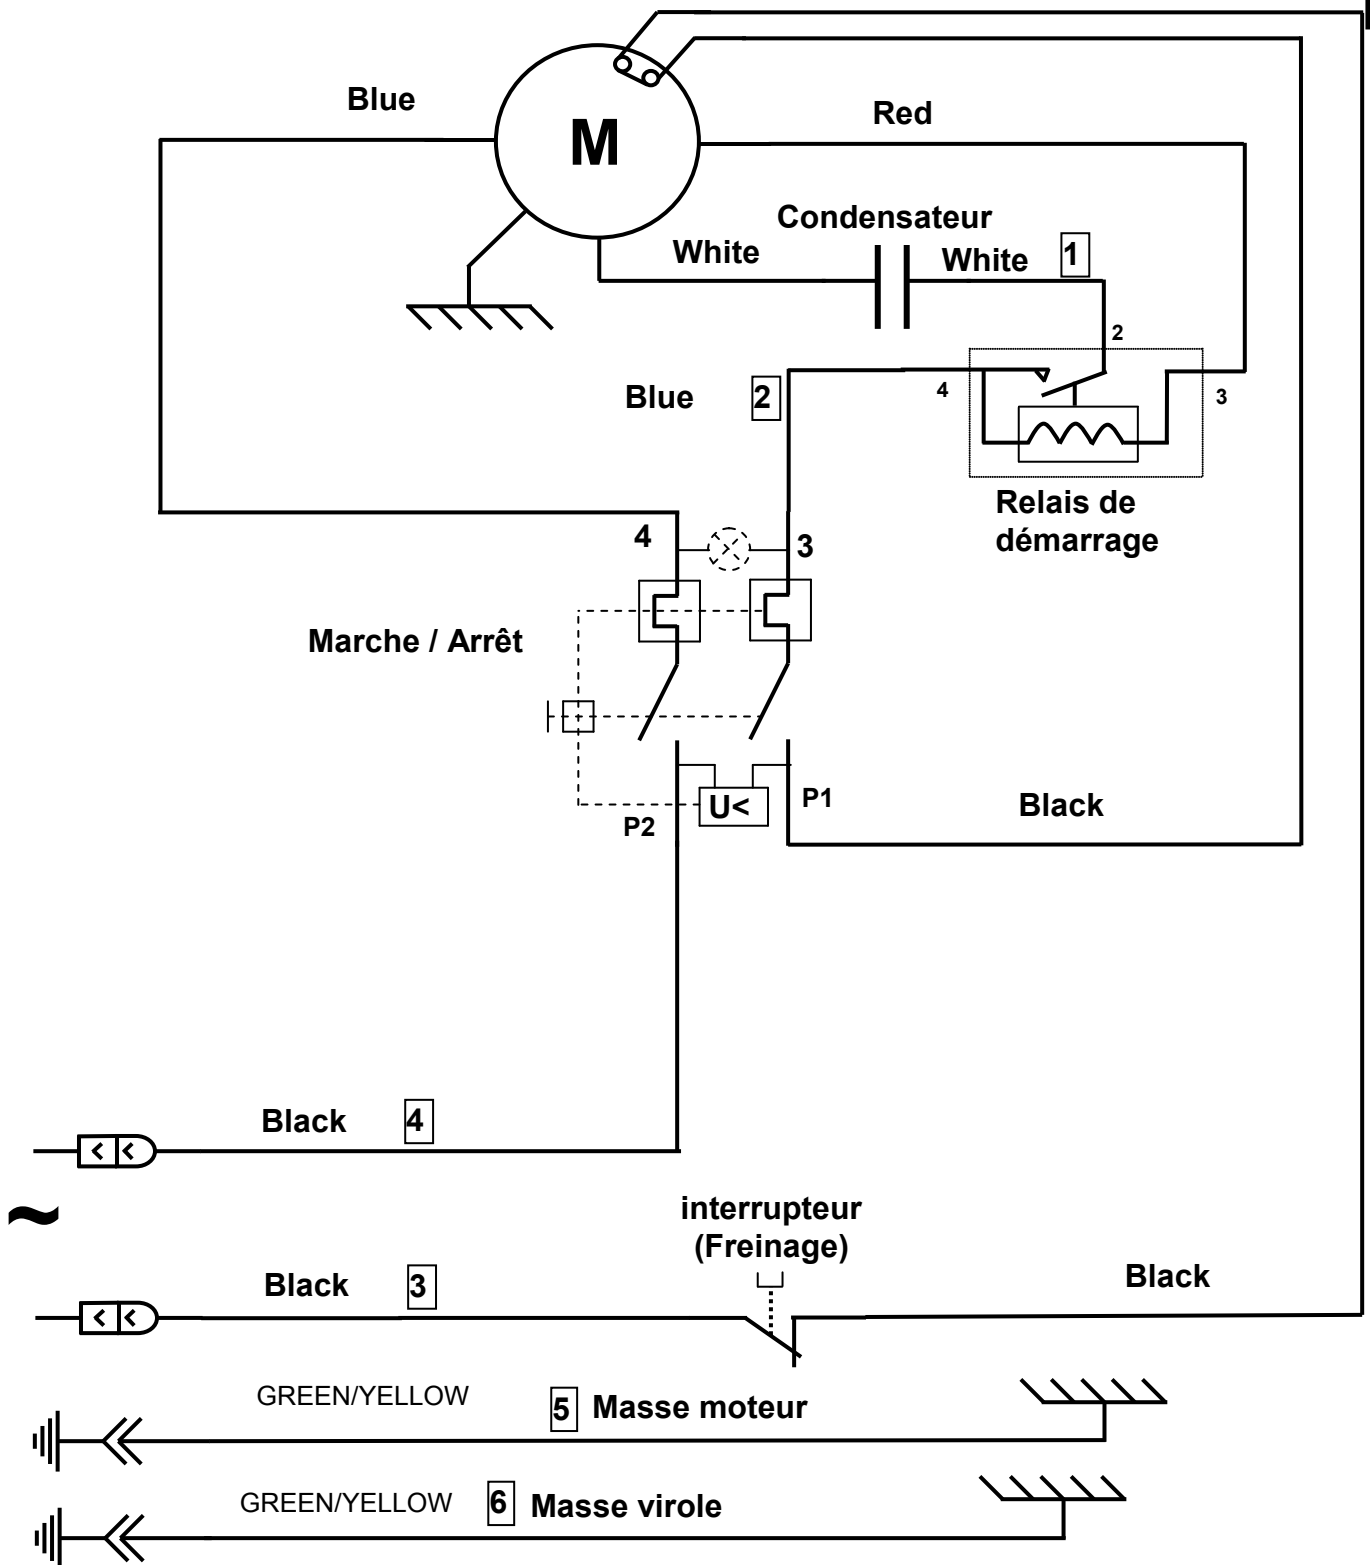 Blue
M
Red
Condensateur
White
White
1
2
Blue
2
4
3
Relais de
démarrage
4
3
Marche / Arrêt
U<
P1
P2
Black
Black
4
~
interrupteur
(Freinage)
Black
3
Black
GREEN/YELLOW
5
Masse moteur
GREEN/YELLOW
6
Masse virole